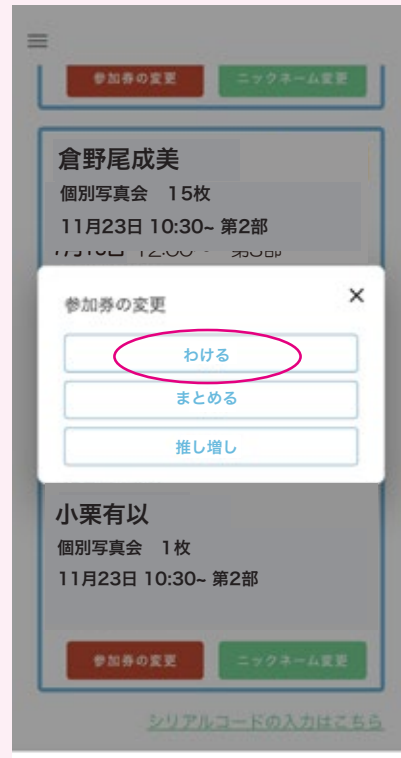 参加券の変更 ニックネーム変更
倉野尾成美
個別写真会 15枚
11月23日 10:30~ 第2部
参加券の変更 ×
わける
まとめる
推し増し
小栗有以
個別写真会 1枚
11月23日 10:30~ 第2部
参加券の変更 ニックネーム変更
シリアルコードの入力はこちら